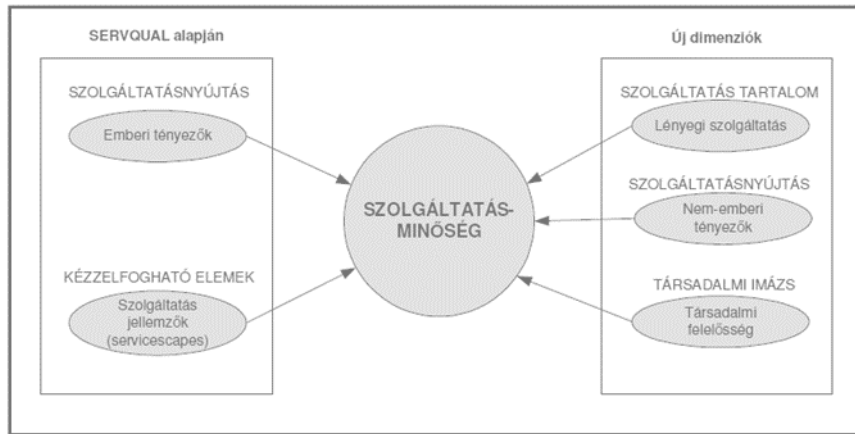 SERVQUAL alapján
SZOLGÁLTATÁSNYÚJTÁS
Emberi tényezők
KÉZZELFOGHATÓ ELEMEK
Szolgáltatás
jellemzők
(servicescapes)
SZOLGÁLTATÁS-
MINŐSÉG
Új dimenziók
SZOLGÁLTATÁS TARTALOM
Lényegi szolgáltatás
SZOLGÁLTATÁSNYÚJTÁS
Nem-emberi
tényezők
TÁRSADALMI IMÁZS
Társadalmi
felelősség